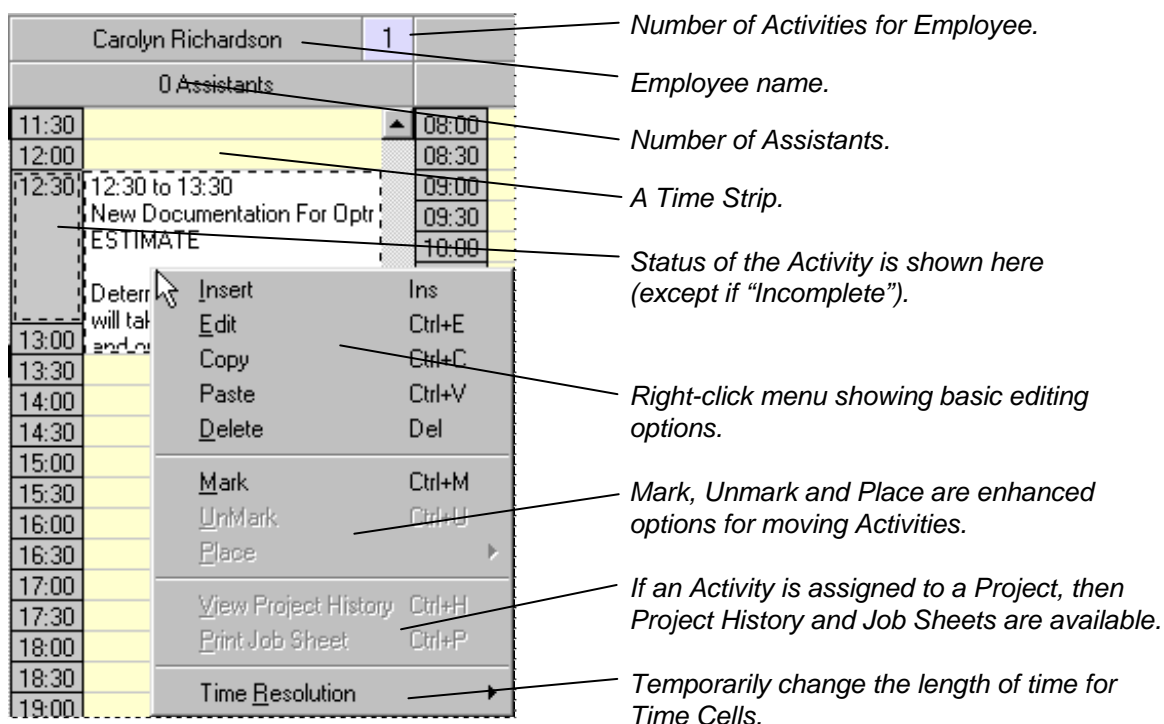 Carolyn Richardson 1
0 Assistants
11:30
12:00
12:30
13:00
13:30
14:00
14:30
15:00
15:30
16:00
16:30
17:00
17:30
18:00
18:30
19:00
12:30 to 13:30
New Documentation For Optr
ESTIMATE
Deterr
will tak
08:00
08:30
09:00
09:30
10:00
Insert Ins
Edit Ctrl+E
Copy Ctrl+C
Paste Ctrl+V
Delete Del
Mark Ctrl+M
UnMark Ctrl+U
Place
View Project History Ctrl+H
Print Job Sheet Ctrl+P
Time Resolution
Number of Activities for Employee.
Employee name.
Number of Assistants.
A Time Strip.
Status of the Activity is shown here
(except if “Incomplete”).
Right-click menu showing basic editing
options.
Mark, Unmark and Place are enhanced
options for moving Activities.
If an Activity is assigned to a Project, then
Project History and Job Sheets are available.
Temporarily change the length of time for
Time Cells.